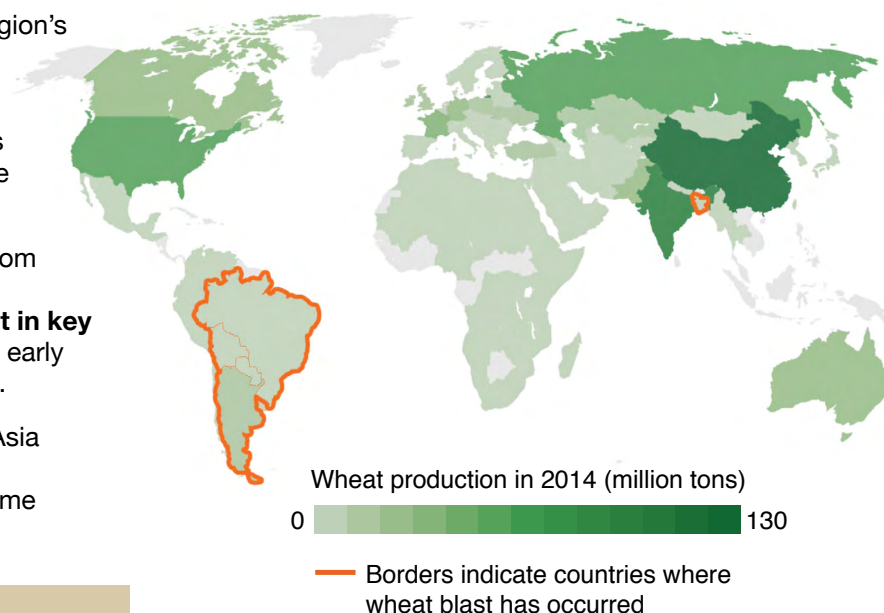 gion's
s
e
om
t in key
early
.
Asia
me
Wheat production in 2014 (million tons)
0 130
Borders indicate countries where
wheat blast has occurred